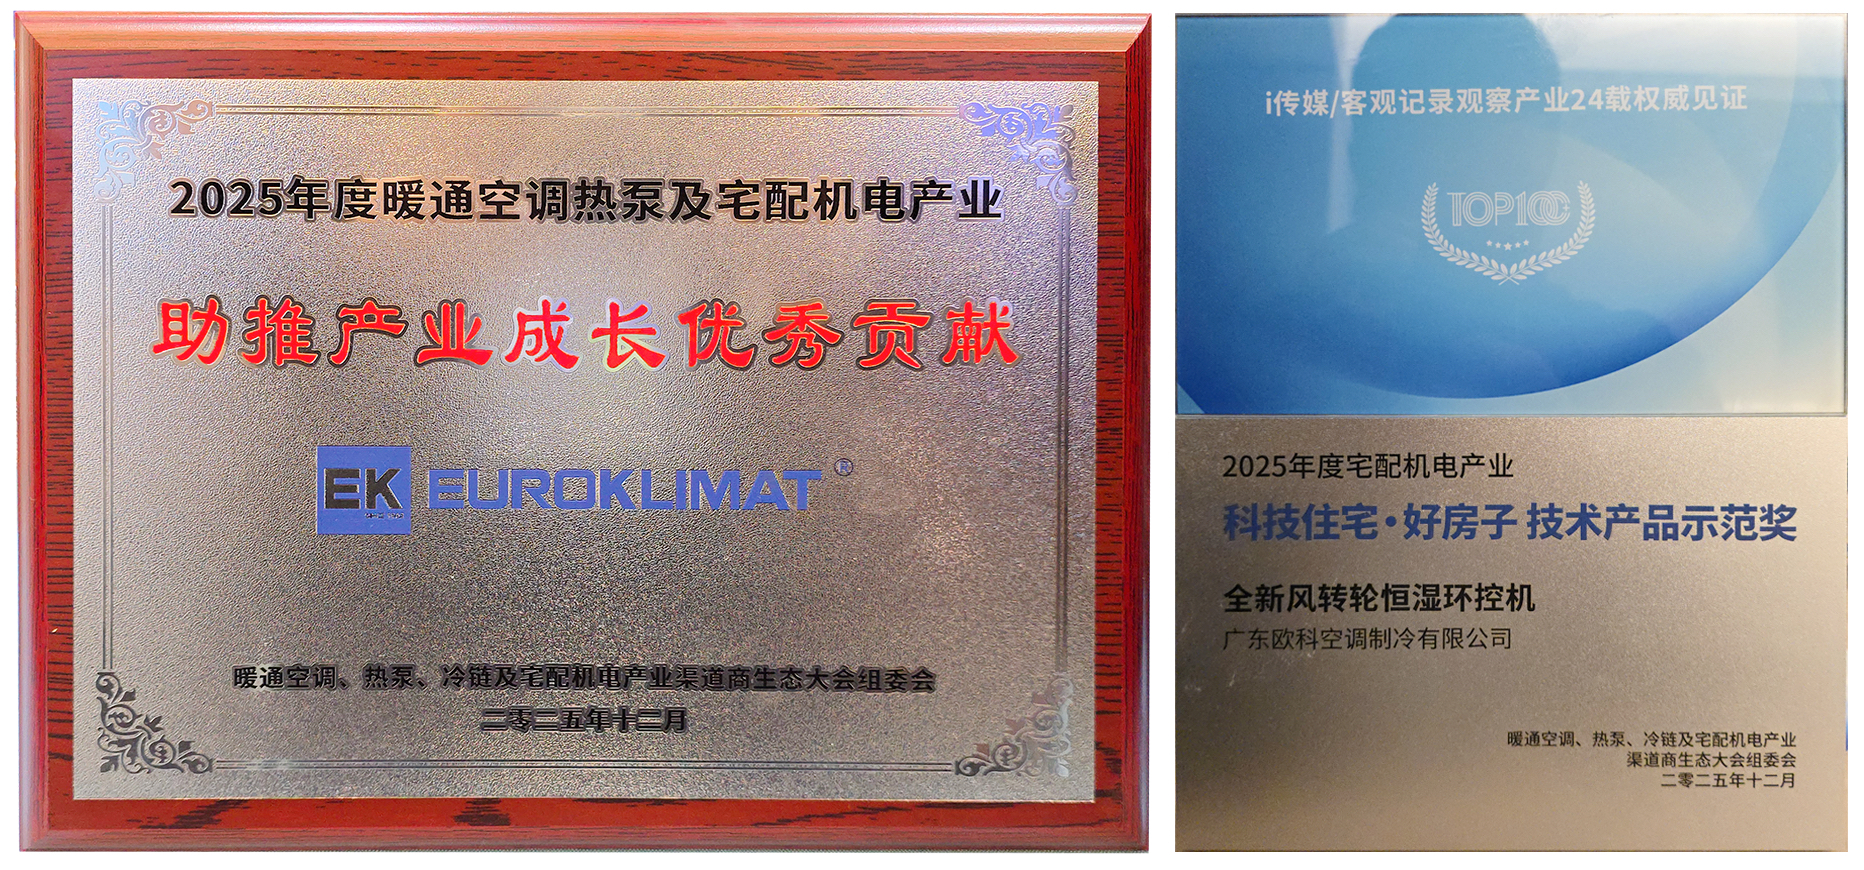 2025年度暖通空调热泵及宅配机电产业
助推产业成长优秀贡献
EK EUROKLIMAT ®
暖通空调、热泵、冷链及宅配机电产业渠道商生态大会组委会
二零二五年十二月
i传媒/客观记录观察产业24载权威见证
TOP100
2025年度宅配机电产业
科技住宅·好房子 技术产品示范奖
全新风转轮恒湿环控机
广东欧科空调制冷有限公司
暖通空调、热泵、冷链及宅配机电产业
渠道商生态大会组委会
二零二五年十二月